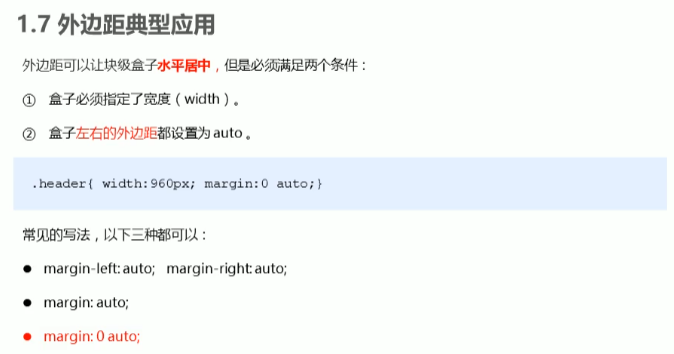 1.7 外边距典型应用
外边距可以让块级盒子水平居中，但是必须满足两个条件：
① 盒子必须指定了宽度（width）。
② 盒子左右的外边距都设置为 auto 。
.header{ width:960px; margin:0 auto;}
常见的写法，以下三种都可以：
● margin-left: auto; margin-right: auto;
● margin: auto;
● margin: 0 auto;